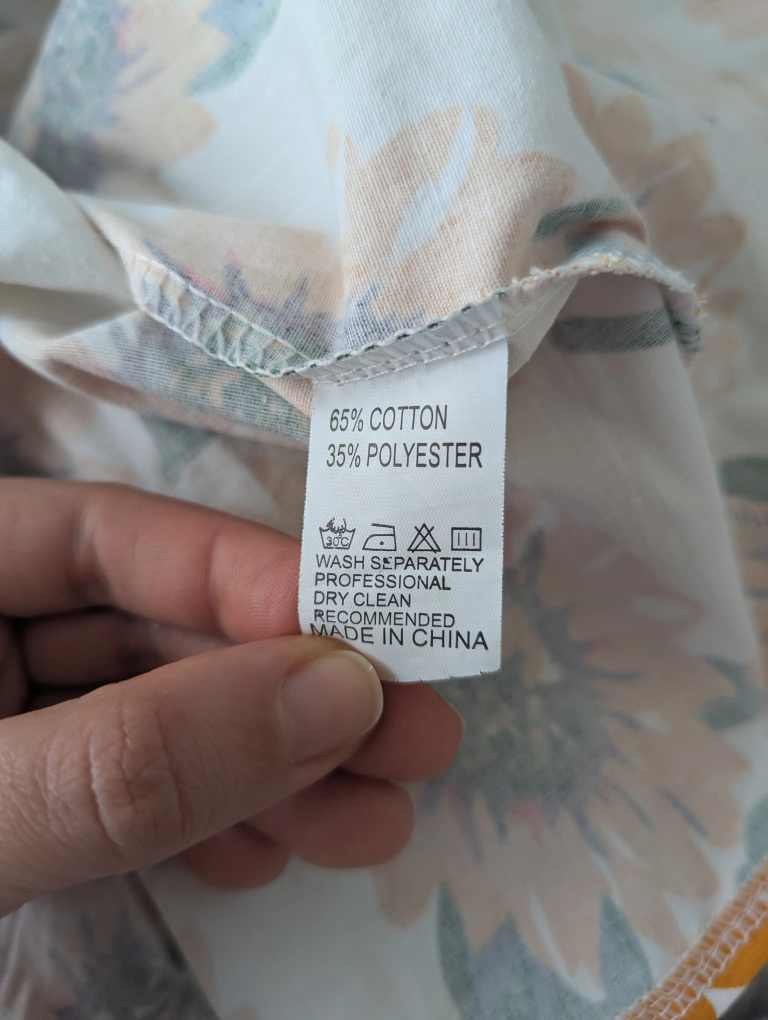 65% COTTON
35% POLYESTER
30°C
WASH SEPARATELY
PROFESSIONAL
DRY CLEAN
RECOMMENDED
MADE IN CHINA